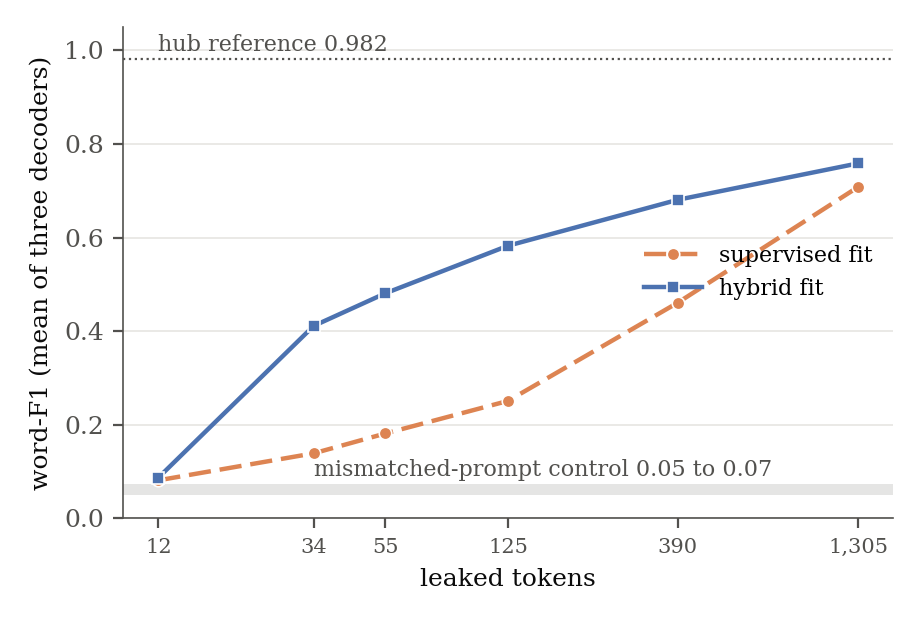 hub reference 0.982
word-F1 (mean of three decoders)
1.0
0.8
0.6
0.4
0.2
0.0
supervised fit
hybrid fit
mismatched-prompt control 0.05 to 0.07
12
34
55
125
390
1,305
leaked tokens